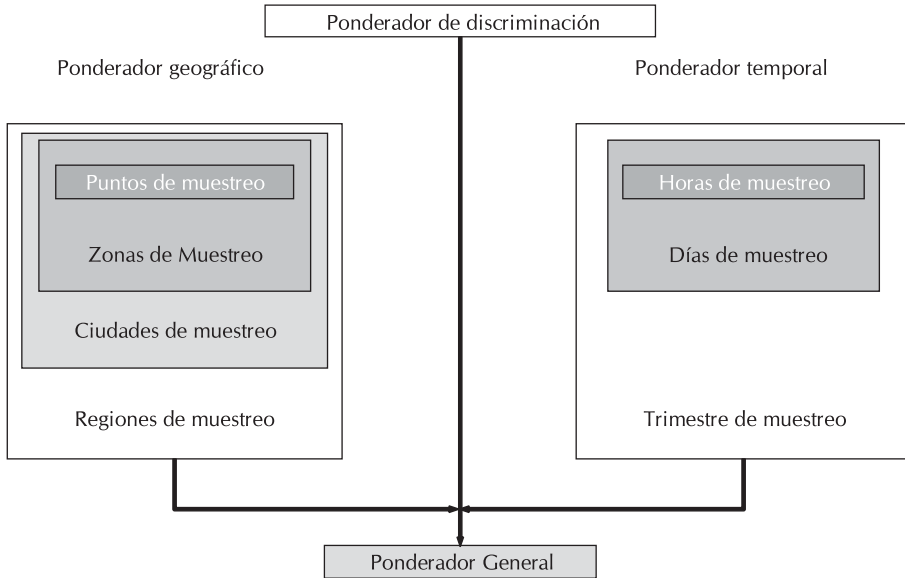 Ponderador de discriminación
Ponderador geográfico
Ponderador temporal
Puntos de muestreo
Zonas de Muestreo
Ciudades de muestreo
Regiones de muestreo
Horas de muestreo
Días de muestreo
Trimestre de muestreo
Ponderador General